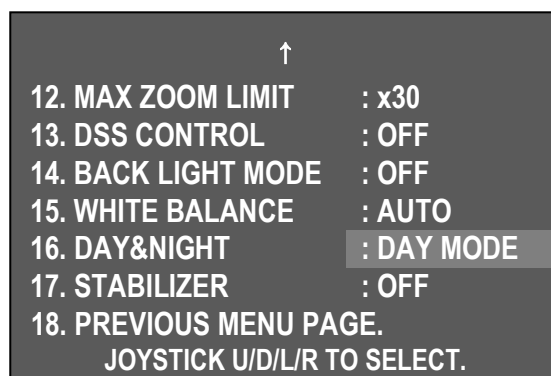 ↑
12. MAX ZOOM LIMIT : x30
13. DSS CONTROL : OFF
14. BACK LIGHT MODE : OFF
15. WHITE BALANCE : AUTO
16. DAY&NIGHT : DAY MODE
17. STABILIZER : OFF
18. PREVIOUS MENU PAGE.
JOYSTICK U/D/L/R TO SELECT.